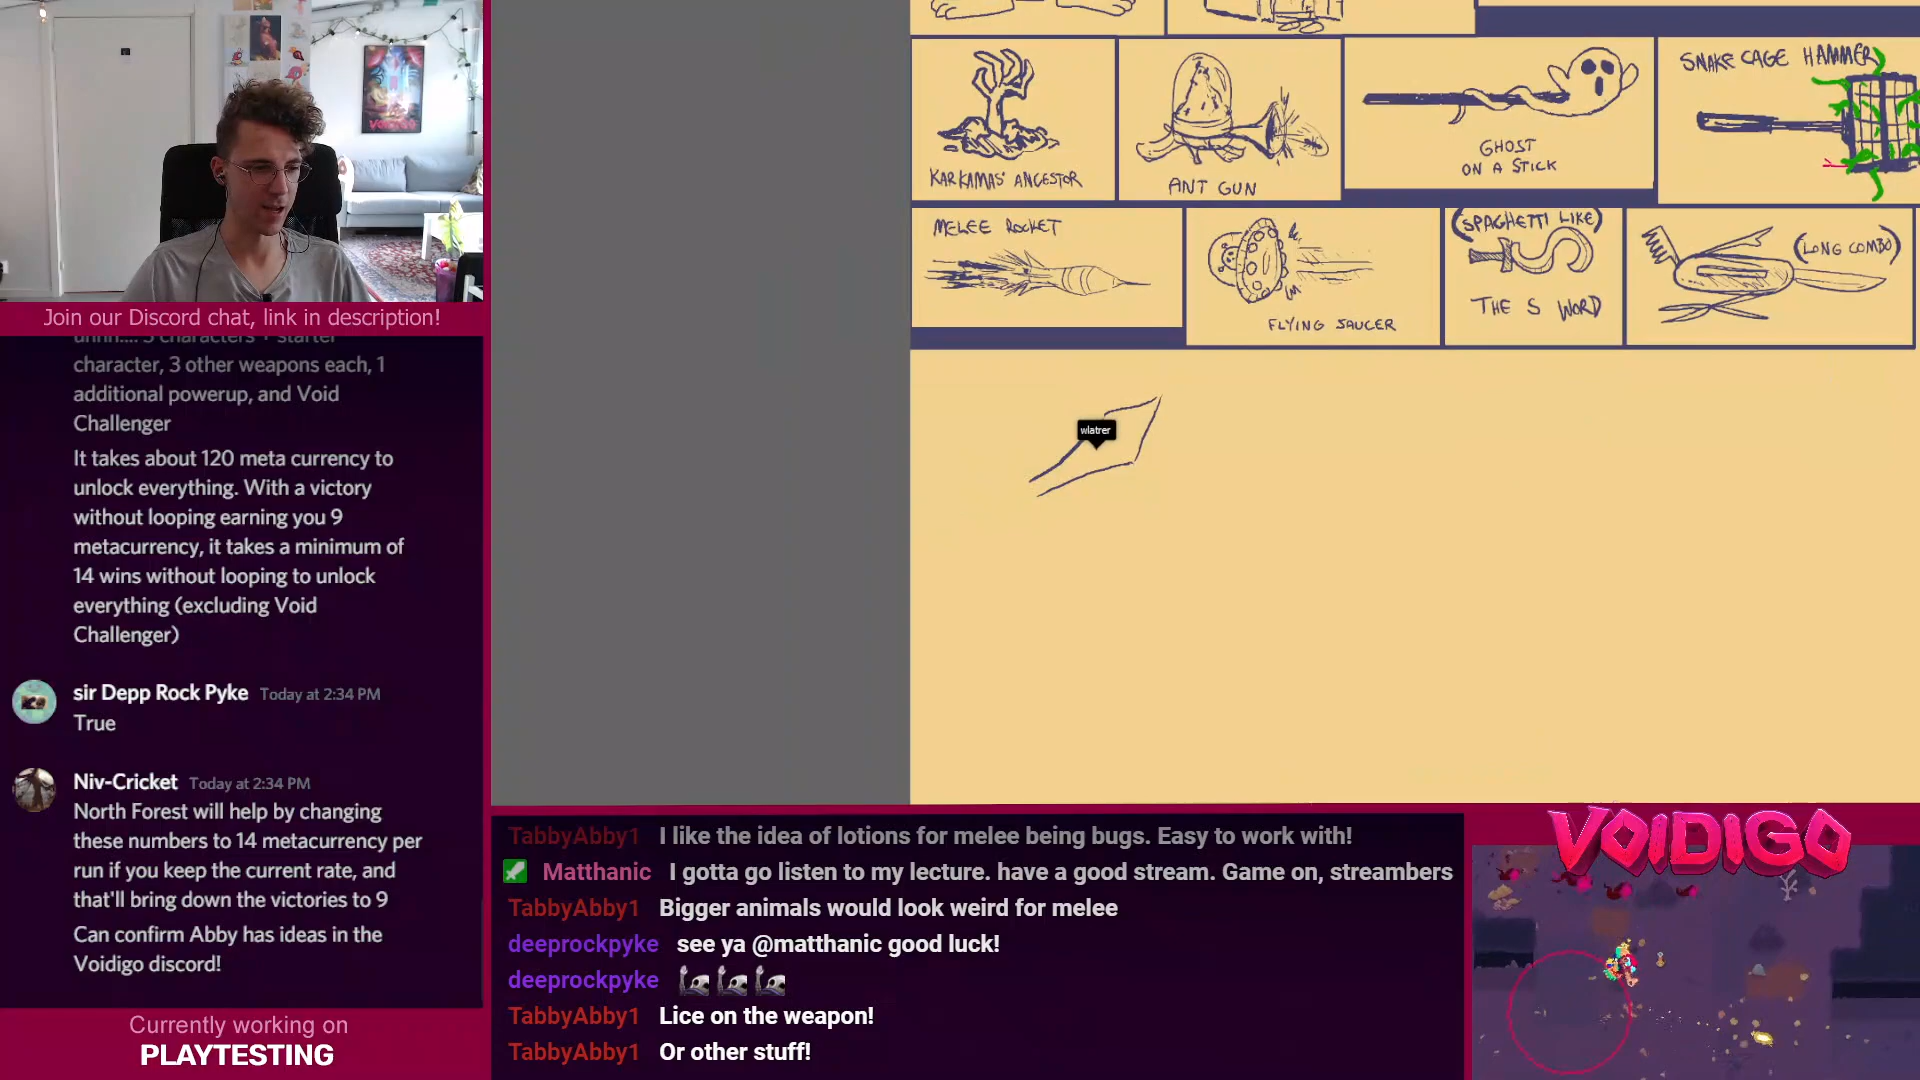 VOIDIGO
Join our Discord chat, link in description!
character, 3 other weapons each, 1
additional powerup, and Void
Challenger
It takes about 120 meta currency to
unlock everything. With a victory
without looping earning you 9
metacurrency, it takes a minimum of
14 wins without looping to unlock
everything (excluding Void
Challenger)
sir Depp Rock Pyke Today at 2:34 PM
True
Niv-Cricket Today at 2:34 PM
North Forest will help by changing
these numbers to 14 metacurrency per
run if you keep the current rate, and
that'll bring down the victories to 9
Can confirm Abby has ideas in the
Voidigo discord!
Currently working on
PLAYTESTING
KARKAMAS' ANCESTOR
ANT GUN
GHOST
ON A STICK
SNAKE CAGE HAMMER
MELEE ROCKET
FLYING SAUCER
(SPAGHETTI LIKE)
THE S WORD
(LONG COMBO)
wlatrer
TabbyAbby1 I like the idea of lotions for melee being bugs. Easy to work with!
Matthanic I gotta go listen to my lecture. have a good stream. Game on, streambers
TabbyAbby1 Bigger animals would look weird for melee
deeprockpyke see ya @matthanic good luck!
deeprockpyke
TabbyAbby1 Lice on the weapon!
TabbyAbby1 Or other stuff!
VOIDIGO